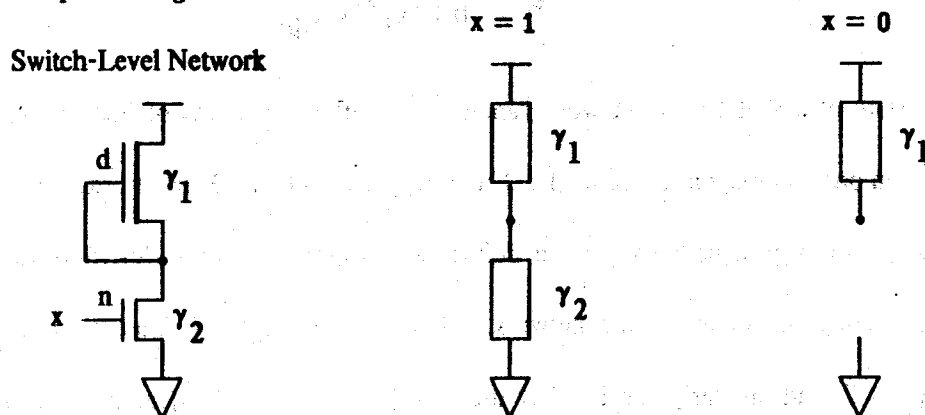 x = 1
x = 0
Switch-Level Network
d
γ1
n
x
γ2
γ1
γ2
γ1